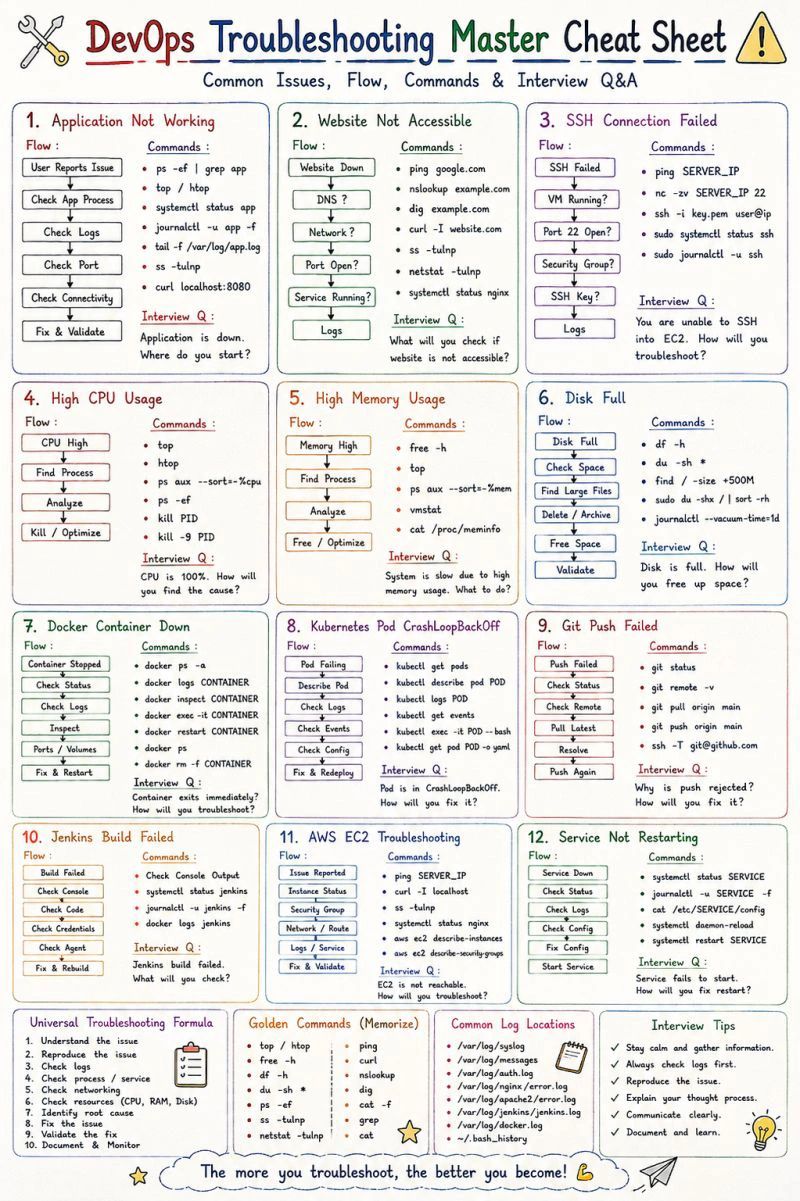 DevOps Troubleshooting Master Cheat Sheet
Common Issues, Flow, Commands & Interview Q&A
1. Application Not Working
Flow :
User Reports Issue
Check App Process
Check Logs
Check Port
Check Connectivity
Fix & Validate
Commands :
• ps -ef | grep app
• top / htop
• systemctl status app
• journalctl -u app -f
• tail -f /var/log/app.log
• ss -tulnp
• curl localhost:8080
Interview Q :
Application is down.
Where do you start?
2. Website Not Accessible
Flow :
Website Down
DNS ?
Network ?
Port Open?
Service Running?
Logs
Commands :
• ping google.com
• nslookup example.com
• dig example.com
• curl -I website.com
• ss -tulnp
• netstat -tulnp
• systemctl status nginx
Interview Q :
What will you check if
website is not accessible?
3. SSH Connection Failed
Flow :
SSH Failed
VM Running?
Port 22 Open?
Security Group?
SSH Key?
Logs
Commands :
• ping SERVER_IP
• nc -zv SERVER_IP 22
• ssh -i key.pem user@ip
• sudo systemctl status ssh
• sudo journalctl -u ssh
Interview Q :
You are unable to SSH
into EC2. How will you
troubleshoot?
4. High CPU Usage
Flow :
CPU High
Find Process
Analyze
Kill / Optimize
Commands :
• top
• htop
• ps aux --sort=-%cpu
• ps -ef
• kill PID
• kill -9 PID
Interview Q :
CPU is 100%. How will
you find the cause?
5. High Memory Usage
Flow :
Memory High
Find Process
Analyze
Free / Optimize
Commands :
• free -h
• top
• ps aux --sort=-%mem
• vmstat
• cat /proc/meminfo
Interview Q :
System is slow due to high
memory usage. What to do?
6. Disk Full
Flow :
Disk Full
Check Space
Find Large Files
Delete / Archive
Free Space
Validate
Commands :
• df -h
• du -sh *
• find / -size +500M
• sudo du -shx / | sort -rh
• journalctl --vacuum-time=1d
Interview Q :
Disk is full. How will
you free up space?
7. Docker Container Down
Flow :
Container Stopped
Check Status
Check Logs
Inspect
Ports / Volumes
Fix & Restart
Commands :
• docker ps -a
• docker logs CONTAINER
• docker inspect CONTAINER
• docker exec -it CONTAINER
• docker restart CONTAINER
• docker ps
• docker rm -f CONTAINER
Interview Q :
Container exits immediately?
How will you troubleshoot?
8. Kubernetes Pod CrashLoopBackOff
Flow :
Pod Failing
Describe Pod
Check Logs
Check Events
Check Config
Fix & Redeploy
Commands :
• kubectl get pods
• kubectl describe pod POD
• kubectl logs POD
• kubectl get events
• kubectl exec -it POD -- bash
• kubectl get pod POD -o yaml
Interview Q :
Pod is in CrashLoopBackOff.
How will you fix it?
9. Git Push Failed
Flow :
Push Failed
Check Status
Check Remote
Pull Latest
Resolve
Push Again
Commands :
• git status
• git remote -v
• git pull origin main
• git push origin main
• ssh -T git@github.com
Interview Q :
Why is push rejected?
How will you fix it?
10. Jenkins Build Failed
Flow :
Build Failed
Check Console
Check Code
Check Credentials
Check Agent
Fix & Rebuild
Commands :
• Check Console Output
• systemctl status jenkins
• journalctl -u jenkins -f
• docker logs jenkins
Interview Q :
Jenkins build failed.
What will you check?
11. AWS EC2 Troubleshooting
Flow :
Issue Reported
Instance Status
Security Group
Network / Route
Logs / Service
Fix & Validate
Commands :
• ping SERVER_IP
• curl -I localhost
• ss -tulnp
• systemctl status nginx
• aws ec2 describe-instances
• aws ec2 describe-security-groups
Interview Q :
EC2 is not reachable.
How will you troubleshoot?
12. Service Not Restarting
Flow :
Service Down
Check Status
Check Logs
Check Config
Fix Config
Start Service
Commands :
• systemctl status SERVICE
• journalctl -u SERVICE -f
• cat /etc/SERVICE/config
• systemctl daemon-reload
• systemctl restart SERVICE
Interview Q :
Service fails to start.
How will you fix restart?
Universal Troubleshooting Formula
1. Understand the issue
2. Reproduce the issue
3. Check logs
4. Check process / service
5. Check networking
6. Check resources (CPU, RAM, Disk)
7. Identify root cause
8. Fix the issue
9. Validate the fix
10. Document & Monitor
Golden Commands (Memorize)
• top / htop
• free -h
• df -h
• du -sh *
• ps -ef
• ss -tulnp
• netstat -tulnp
• ping
• curl
• nslookup
• dig
• cat -f
• grep
• cat
Common Log Locations
• /var/log/syslog
• /var/log/messages
• /var/log/auth.log
• /var/log/nginx/error.log
• /var/log/apache2/error.log
• /var/log/jenkins/jenkins.log
• /var/log/docker.log
• ~/.bash_history
Interview Tips
✓ Stay calm and gather information.
✓ Always check logs first.
✓ Reproduce the issue.
✓ Explain your thought process.
✓ Communicate clearly.
✓ Document and learn.
The more you troubleshoot, the better you become! 💪